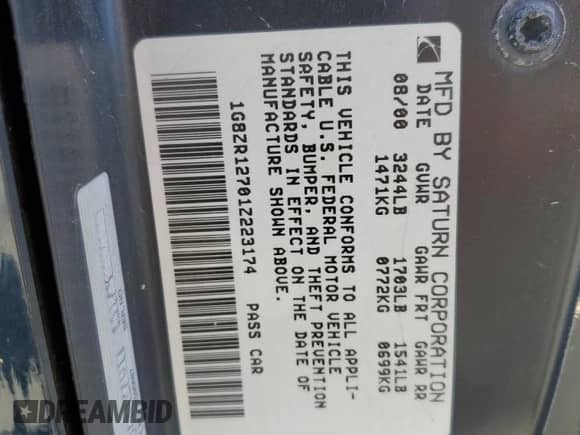 MFD BY SATURN CORPORATION
DATE GVWR GAWR FRT GAWR RR
08/00 3244LB 1703LB 1541LB
1471KG 0772KG 0699KG
THIS VEHICLE CONFORMS TO ALL APPLI-
CABLE U.S. FEDERAL MOTOR VEHICLE
SAFETY, BUMPER, AND THEFT PREVENTION
STANDARDS IN EFFECT ON THE DATE OF
MANUFACTURE SHOWN ABOVE.
1G8ZR12701Z223174 PASS CAR
DREAMBID